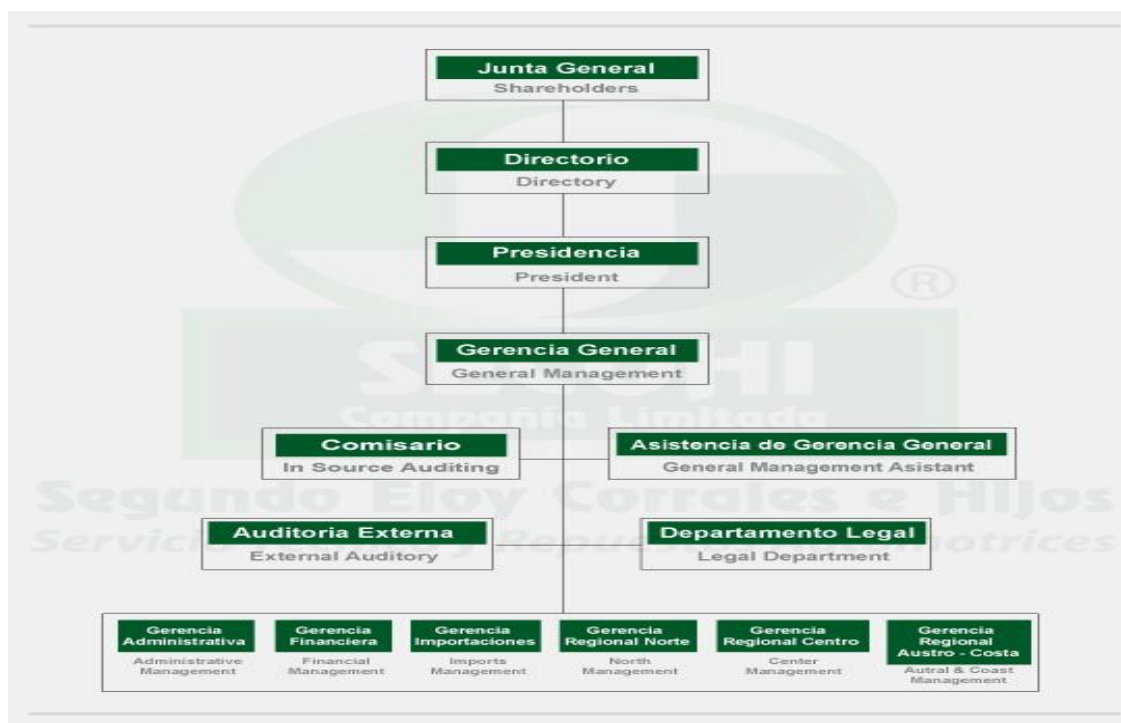 Junta General
Shareholders
Directorio
Directory
Presidencia
President
®
Gerencia General
General Management
SECOHI
Compañía Limitada
Comisario
In Source Auditing
Asistencia de Gerencia General
General Management Asistant
Segundo Eloy Corrales e Hijos
Auditoria Externa
External Auditory
Departamento Legal
Legal Department
Gerencia
Administrativa
Administrative
Management
Gerencia
Financiera
Financial
Management
Gerencia
Importaciones
Imports
Management
Gerencia
Regional Norte
North
Management
Gerencia
Regional Centro
Center
Management
Gerencia
Regional
Austro - Costa
Autral & Coast
Management